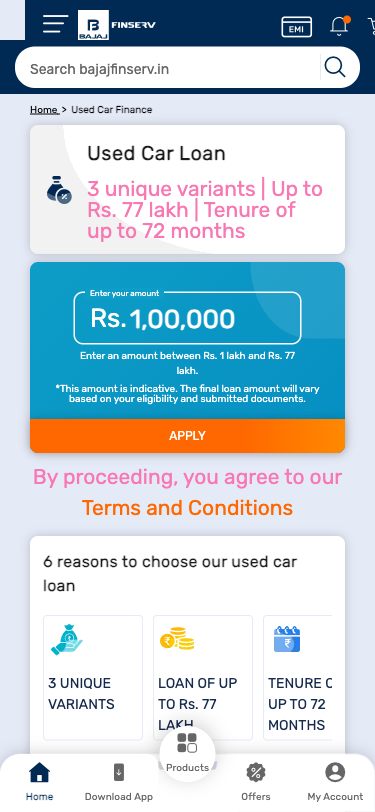 BAJAJ FINSERV
EMI
Search bajajfinserv.in
Home > Used Car Finance
Used Car Loan
3 unique variants | Up to
Rs. 77 lakh | Tenure of
up to 72 months
Enter your amount
Rs. 1,00,000
Enter an amount between Rs. 1 lakh and Rs. 77
lakh.
*This amount is indicative. The final loan amount will vary
based on your eligibility and submitted documents.
APPLY
By proceeding, you agree to our
Terms and Conditions
6 reasons to choose our used car
loan
3 UNIQUE
VARIANTS
LOAN OF UP
TO Rs. 77
LAKH
TENURE O
UP TO 72
MONTHS
Home
Download App
Products
Offers
My Account